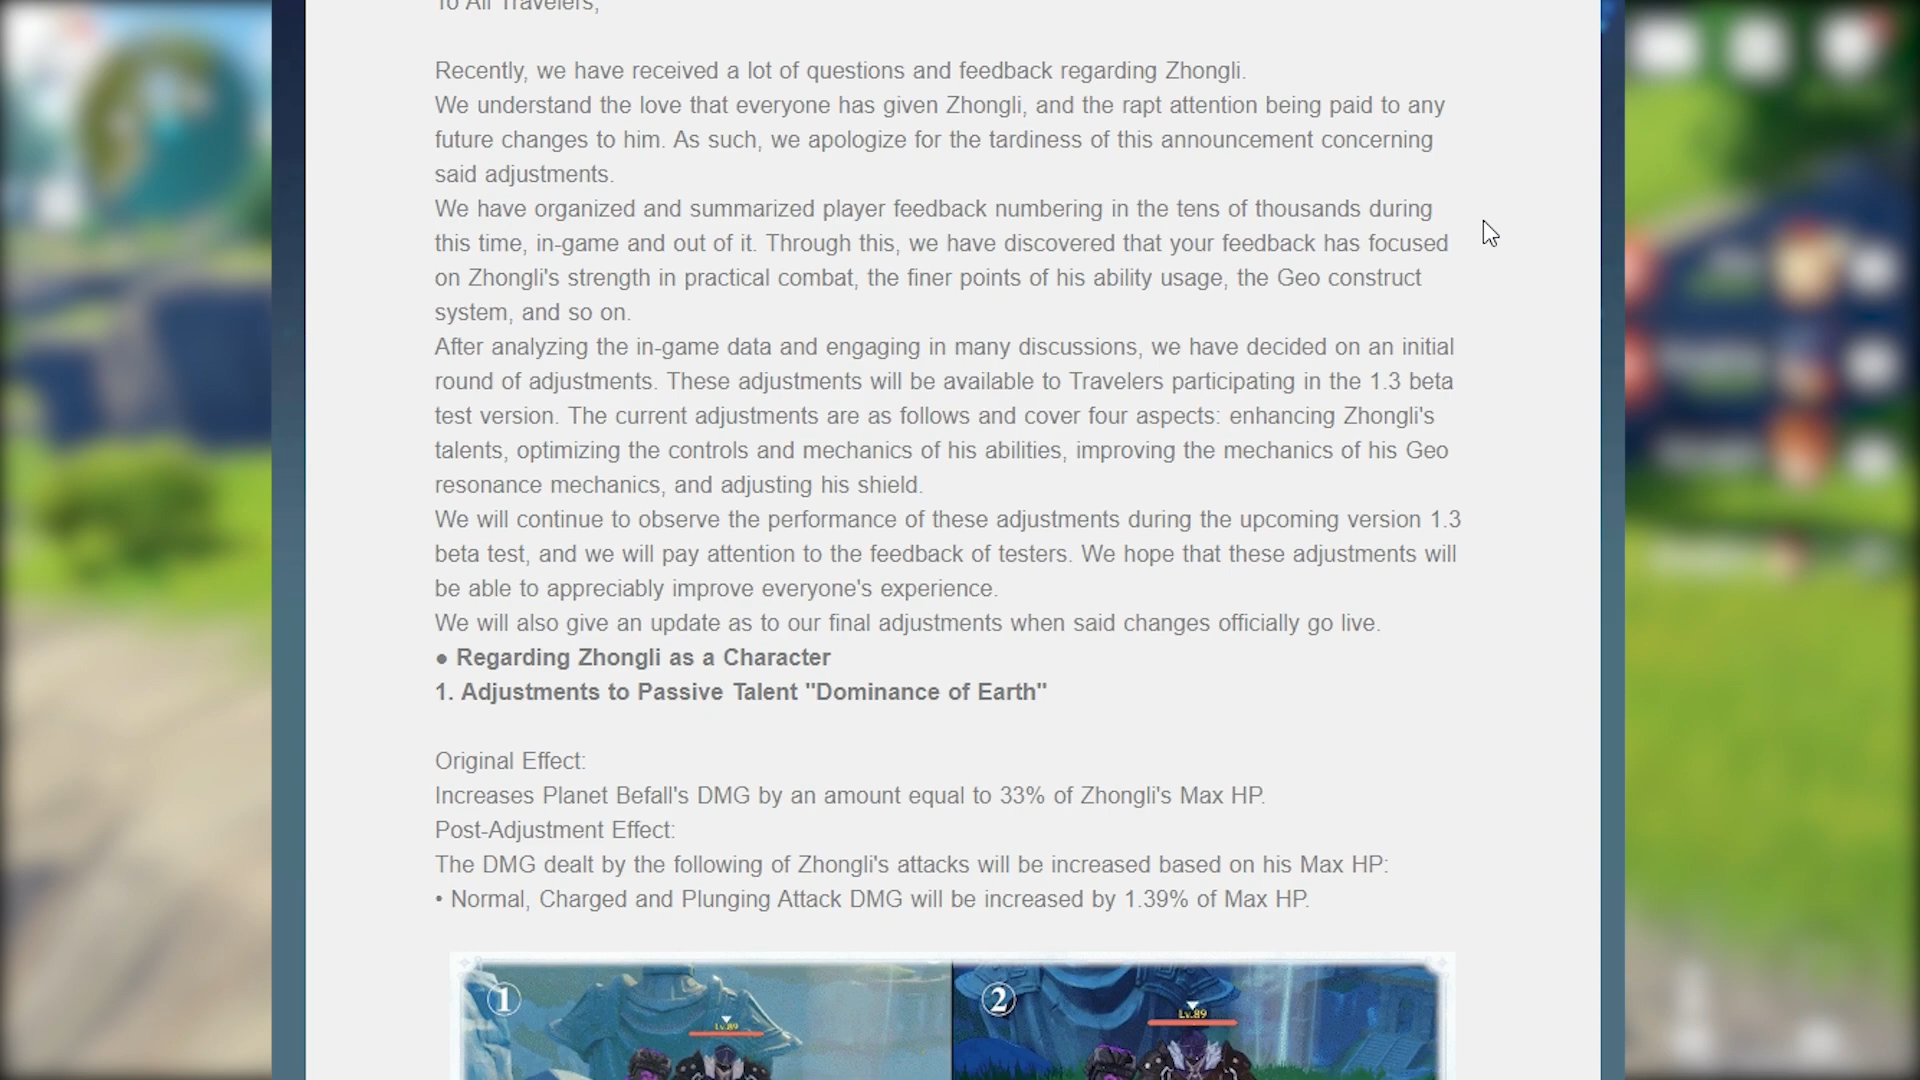 To All Travelers,
Recently, we have received a lot of questions and feedback regarding Zhongli.
We understand the love that everyone has given Zhongli, and the rapt attention being paid to any
future changes to him. As such, we apologize for the tardiness of this announcement concerning
said adjustments.
We have organized and summarized player feedback numbering in the tens of thousands during
this time, in-game and out of it. Through this, we have discovered that your feedback has focused
on Zhongli's strength in practical combat, the finer points of his ability usage, the Geo construct
system, and so on.
After analyzing the in-game data and engaging in many discussions, we have decided on an initial
round of adjustments. These adjustments will be available to Travelers participating in the 1.3 beta
test version. The current adjustments are as follows and cover four aspects: enhancing Zhongli's
talents, optimizing the controls and mechanics of his abilities, improving the mechanics of his Geo
resonance mechanics, and adjusting his shield.
We will continue to observe the performance of these adjustments during the upcoming version 1.3
beta test, and we will pay attention to the feedback of testers. We hope that these adjustments will
be able to appreciably improve everyone's experience.
We will also give an update as to our final adjustments when said changes officially go live.
● Regarding Zhongli as a Character
1. Adjustments to Passive Talent "Dominance of Earth"
Original Effect:
Increases Planet Befall's DMG by an amount equal to 33% of Zhongli's Max HP.
Post-Adjustment Effect:
The DMG dealt by the following of Zhongli's attacks will be increased based on his Max HP:
• Normal, Charged and Plunging Attack DMG will be increased by 1.39% of Max HP.
1
2
Lv.89
Lv.89